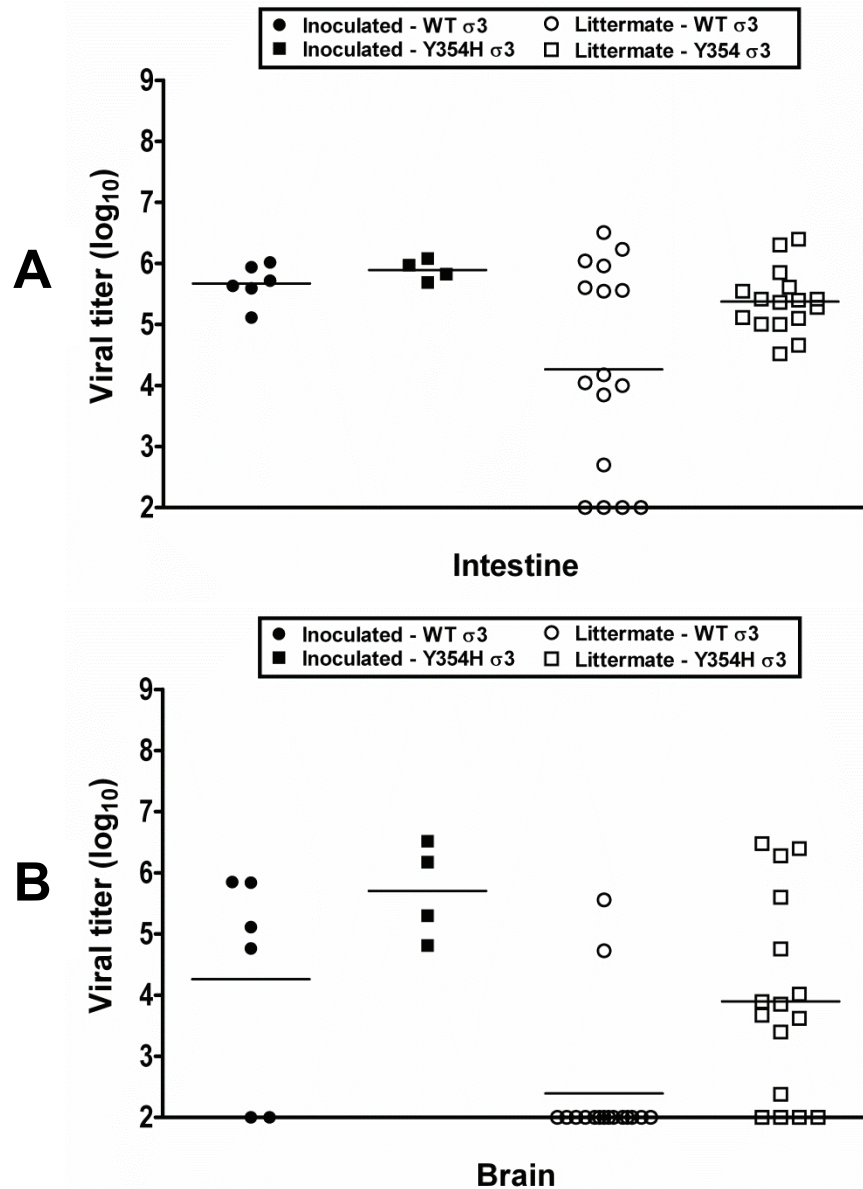 Inoculated - WT σ3 Littermate - WT σ3
Inoculated - Y354H σ3 Littermate - Y354 σ3
A
Viral titer (log10)
9
8
7
6
5
4
3
2
Intestine
Inoculated - WT σ3 Littermate - WT σ3
Inoculated - Y354H σ3 Littermate - Y354H σ3
B
Viral titer (log10)
9
8
7
6
5
4
3
2
Brain